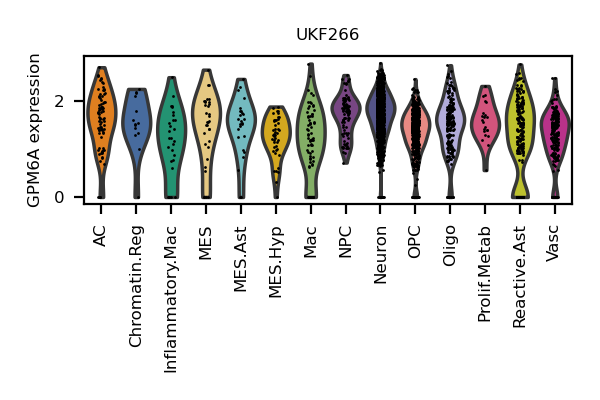 UKF266
GPM6A expression
2
0
AC
Chromatin.Reg
Inflammatory.Mac
MES
MES.Ast
MES.Hyp
Mac
NPC
Neuron
OPC
Oligo
Prolif.Metab
Reactive.Ast
Vasc